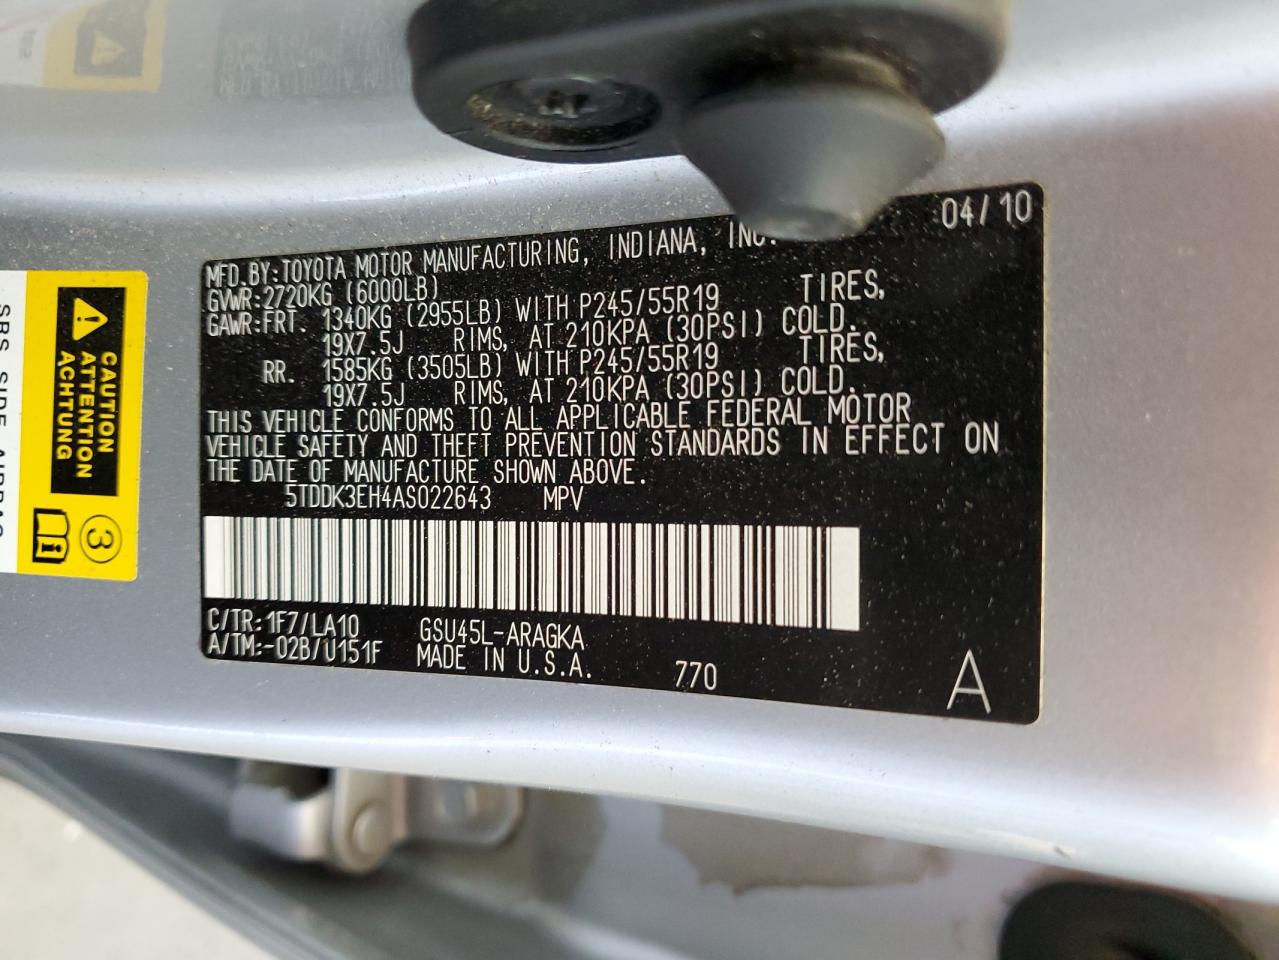 04/10
MFD.BY:TOYOTA MOTOR MANUFACTURING, INDIANA, INC.
GVWR:2720KG (6000LB)
GAWR:FRT. 1340KG (2955LB) WITH P245/55R19 TIRES,
19X7.5J RIMS, AT 210KPA (30PSI) COLD.
RR. 1585KG (3505LB) WITH P245/55R19 TIRES,
19X7.5J RIMS, AT 210KPA (30PSI) COLD.
THIS VEHICLE CONFORMS TO ALL APPLICABLE FEDERAL MOTOR
VEHICLE SAFETY AND THEFT PREVENTION STANDARDS IN EFFECT ON
THE DATE OF MANUFACTURE SHOWN ABOVE.
5TDDK3EH4AS022643 MPV
C/TR:1F7/LA10 GSU45L-ARAGKA
A/TM:-02B/U151F MADE IN U.S.A. 770 A
CAUTION
ATTENTION
ACHTUNG
3
SRS SIDE AIRBAG